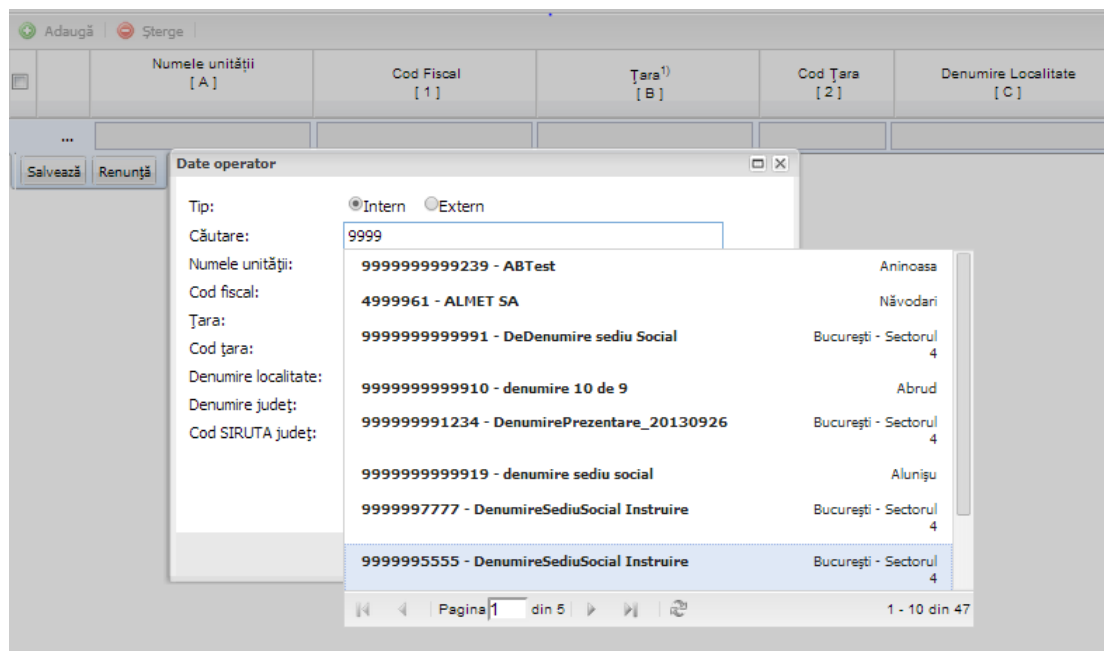 Adaugă Șterge
Numele unității Cod Fiscal Ţara1) Cod Ţara Denumire Localitate
[ A ] [ 1 ] [ B ] [ 2 ] [ C ]
...
Salvează Renunţă
Date operator
Tip: Intern Extern
Căutare: 9999
Numele unităţii:
Cod fiscal:
Ţara:
Cod ţara:
Denumire localitate:
Denumire judeţ:
Cod SIRUTA judeţ:
9999999999239 - ABTest Aninoasa
4999961 - ALMET SA Năvodari
9999999999991 - DeDenumire sediu Social Bucureşti - Sectorul
4
9999999999910 - denumire 10 de 9 Abrud
999999991234 - DenumirePrezentare_20130926 Bucureşti - Sectorul
4
9999999999919 - denumire sediu social Alunişu
9999997777 - DenumireSediuSocial Instruire Bucureşti - Sectorul
4
9999995555 - DenumireSediuSocial Instruire Bucureşti - Sectorul
4
Pagina 1 din 5 1 - 10 din 47